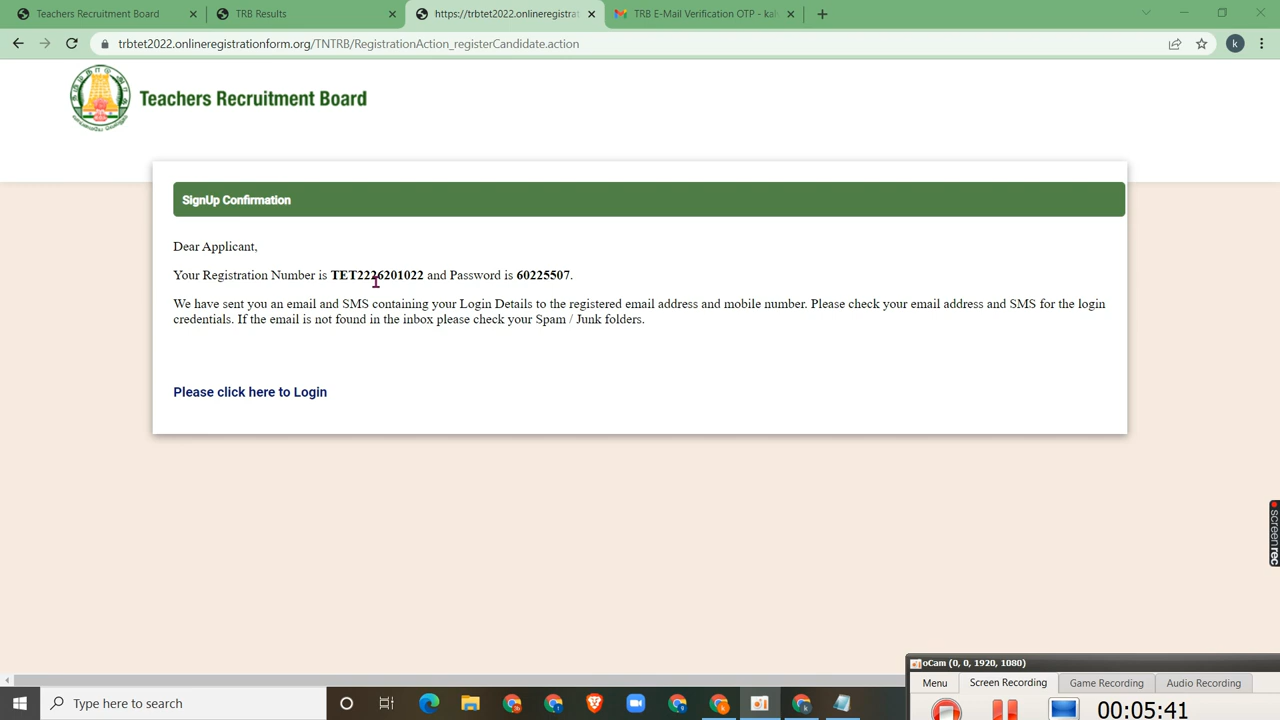 Teachers Recruitment Board
TRB Results
https://trbtet2022.onlineregistrat
TRB E-Mail Verification OTP - kal
trbtet2022.onlineregistrationform.org/TNTRB/RegistrationAction_registerCandidate.action
k
Teachers Recruitment Board
SignUp Confirmation
Dear Applicant,
Your Registration Number is TET2226201022 and Password is 60225507.
We have sent you an email and SMS containing your Login Details to the registered email address and mobile number. Please check your email address and SMS for the login
credentials. If the email is not found in the inbox please check your Spam / Junk folders.
Please click here to Login
screenrec
oCam (0, 0, 1920, 1080)
Menu Screen Recording Game Recording Audio Recording
Type here to search
00:05:41